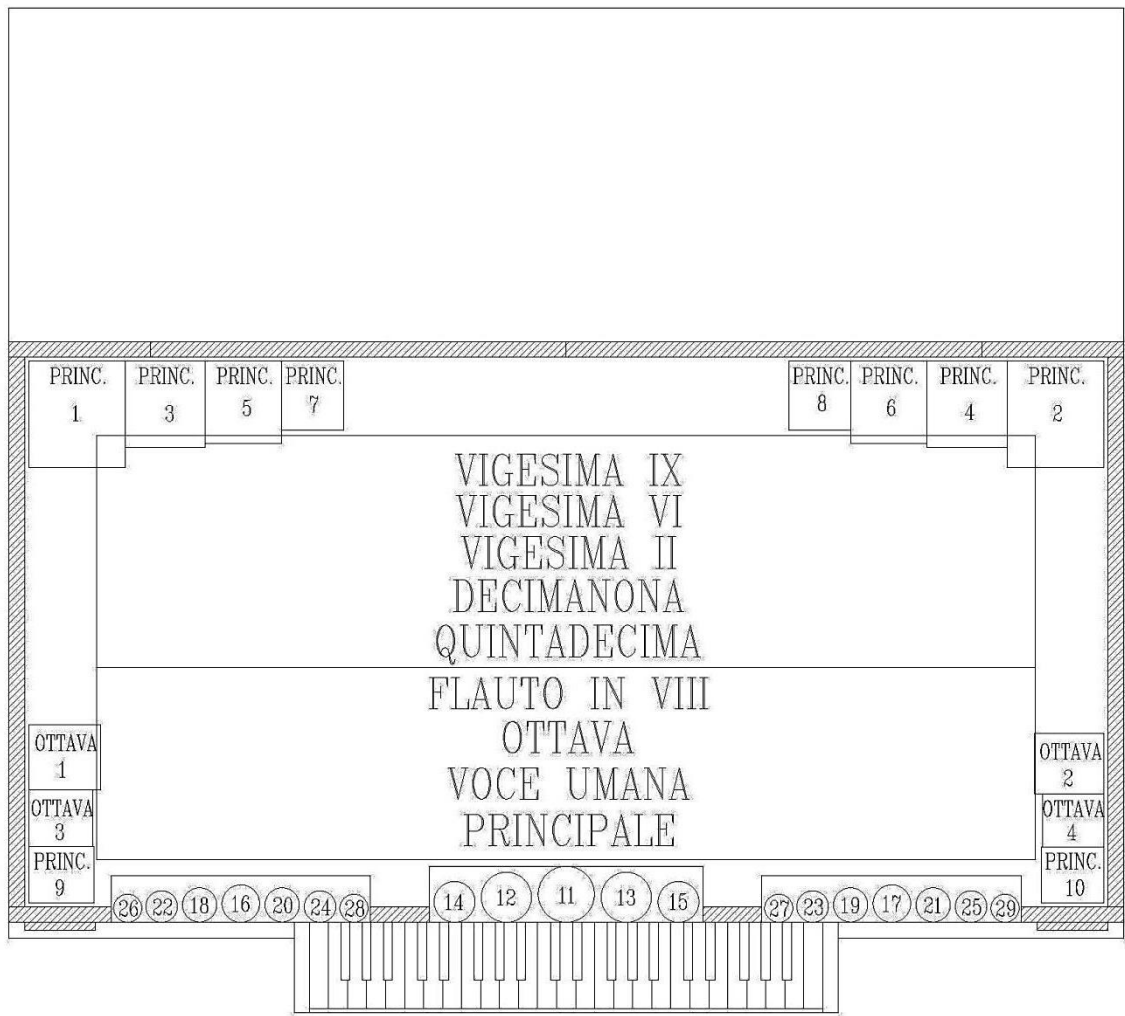 PRINC. PRINC. PRINC. PRINC. PRINC. PRINC. PRINC. PRINC.
1 3 5 7 8 6 4 2
VIGESIMA IX
VIGESIMA VI
VIGESIMA II
DECIMANONA
QUINTADECIMA
FLAUTO IN VIII
OTTAVA
VOCE UMANA
PRINCIPALE
OTTAVA
1
OTTAVA
3
PRINC.
9
OTTAVA
2
OTTAVA
4
PRINC.
10
26 22 18 16 20 24 28 14 12 11 13 15 27 23 19 17 21 25 29